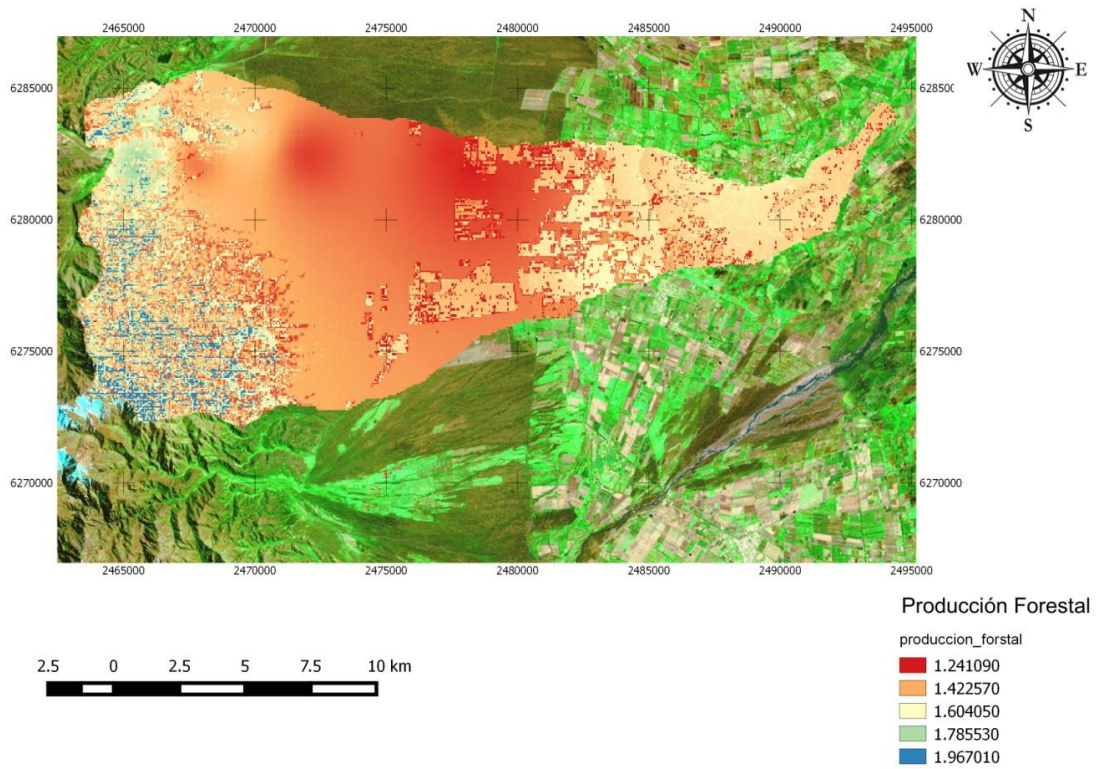 N
W E
S
2465000 2470000 2475000 2480000 2485000 2490000 2495000
6285000 628500
6280000 6280000
6275000 6275000
6270000 6270000
2465000 2470000 2475000 2480000 2485000 2490000 2495000
Producción Forestal
produccion_forstal
2.5 0 2.5 5 7.5 10 km
1.241090
1.422570
1.604050
1.785530
1.967010